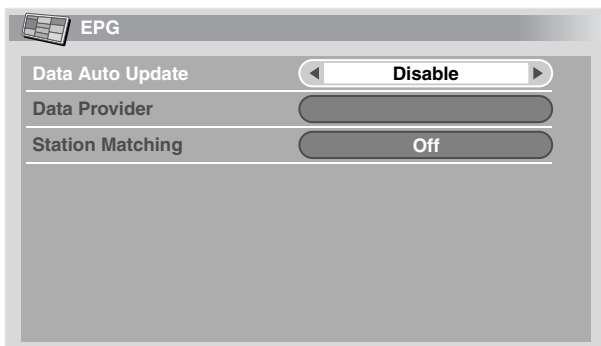 EPG
Data Auto Update Disable
Data Provider
Station Matching Off